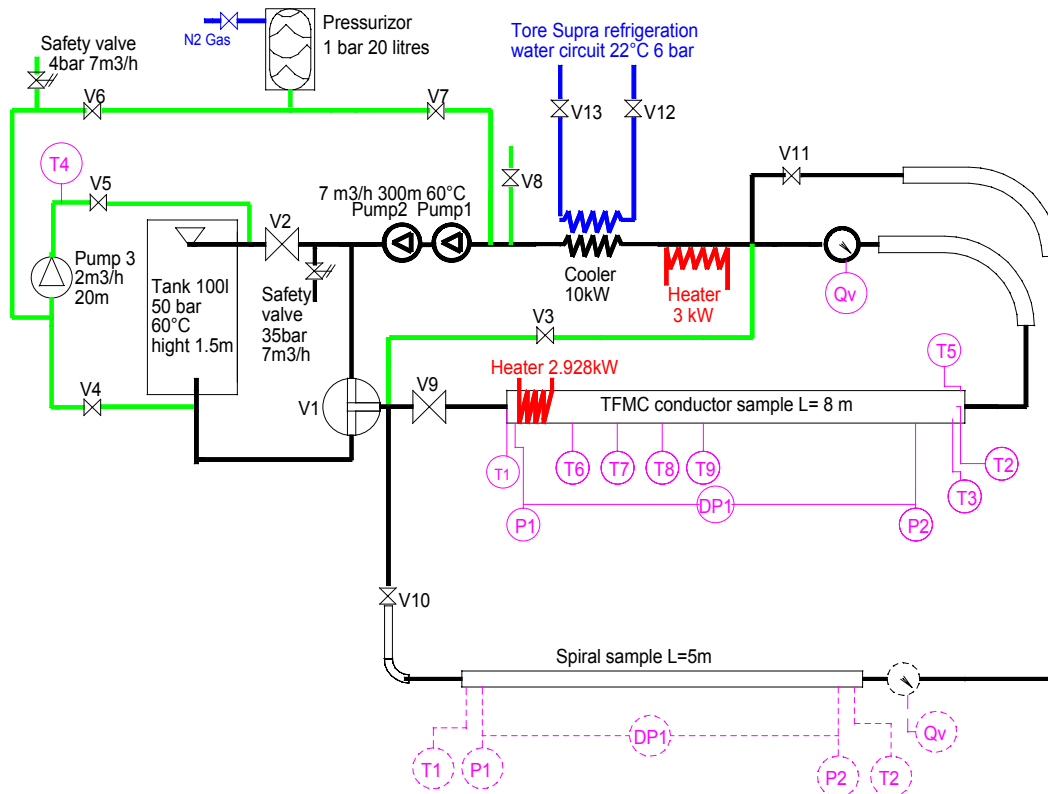 Pressurizor
1 bar 20 litres
N2 Gas
Safety valve
4bar 7m3/h
Tore Supra refrigeration
water circuit 22°C 6 bar
V6
V7
V13
V12
V11
T4
V5
V8
V2
7 m3/h 300m 60°C
Pump2 Pump1
Pump 3
2m3/h
20m
Tank 100l
50 bar
60°C
hight 1.5m
Safety
valve
35bar
7m3/h
Cooler
10kW
Heater
3 kW
Qv
V3
T5
Heater 2.928kW
V4
V1
V9
TFMC conductor sample L= 8 m
T1
T6
T7
T8
T9
T2
T3
P1
DP1
P2
V10
Spiral sample L=5m
T1
P1
DP1
P2
T2
Qv